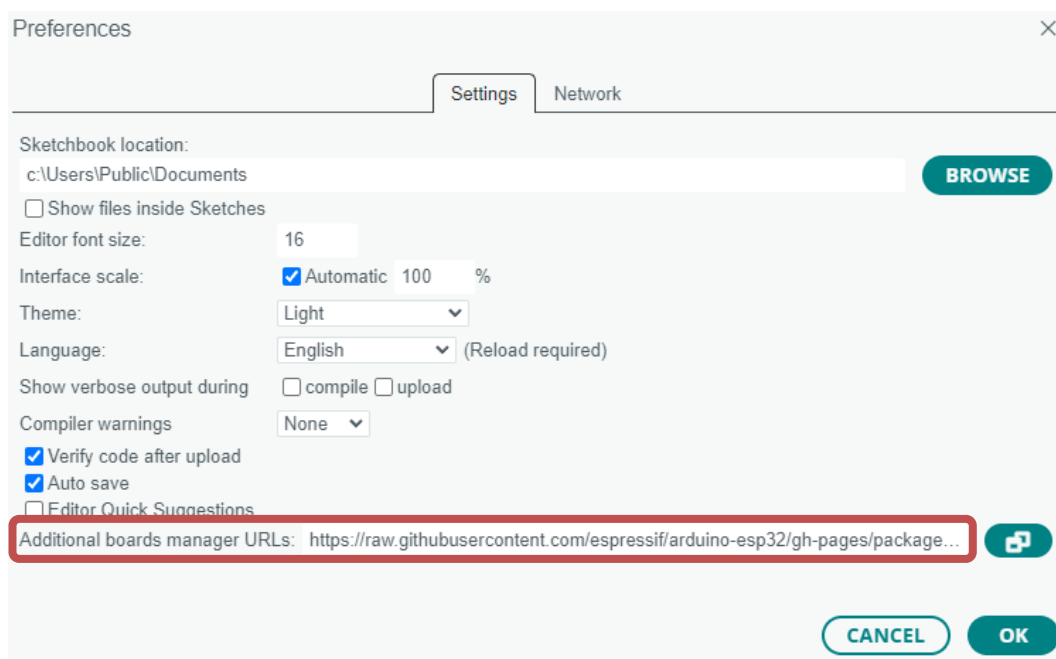 Preferences
Settings Network
Sketchbook location:
c:\Users\Public\Documents
BROWSE
Show files inside Sketches
Editor font size: 16
Interface scale: Automatic 100 %
Theme: Light
Language: English (Reload required)
Show verbose output during compile upload
Compiler warnings None
Verify code after upload
Auto save
Editor Quick Suggestions
Additional boards manager URLs: https://raw.githubusercontent.com/espressif/arduino-esp32/gh-pages/package...
CANCEL OK